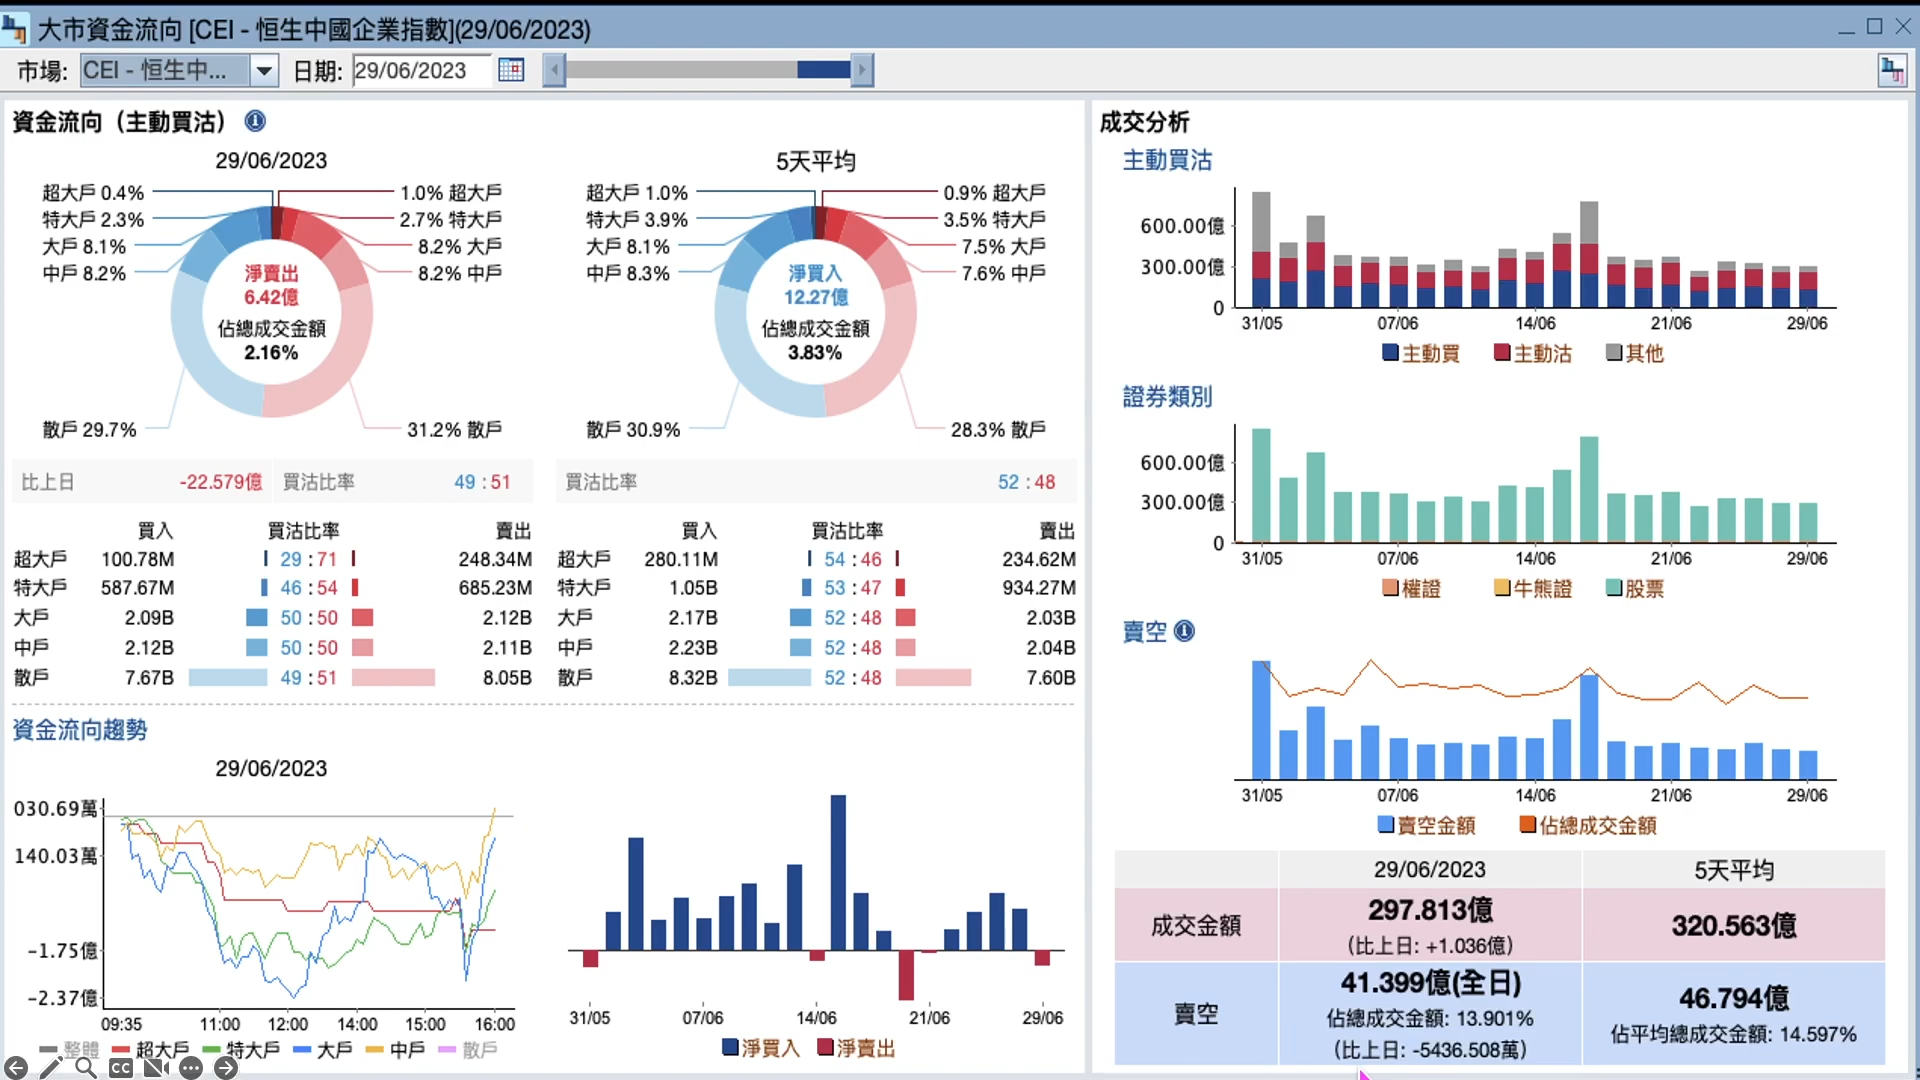 大市資金流向 [CEI - 恒生中國企業指數](29/06/2023)
市場: CEI - 恒生中... 日期: 29/06/2023
資金流向（主動買沽）
29/06/2023
超大戶 0.4% 1.0% 超大戶
特大戶 2.3% 2.7% 特大戶
大戶 8.1% 8.2% 大戶
中戶 8.2% 8.2% 中戶
淨賣出
6.42億
佔總成交金額
2.16%
散戶 29.7% 31.2% 散戶
5天平均
超大戶 1.0% 0.9% 超大戶
特大戶 3.9% 3.5% 特大戶
大戶 8.1% 7.5% 大戶
中戶 8.3% 7.6% 中戶
淨買入
12.27億
佔總成交金額
3.83%
散戶 30.9% 28.3% 散戶
比上日 -22.579億 買沽比率 49 : 51
買沽比率 52 : 48
買入 買沽比率 賣出
超大戶 100.78M 29 : 71 248.34M
特大戶 587.67M 46 : 54 685.23M
大戶 2.09B 50 : 50 2.12B
中戶 2.12B 50 : 50 2.11B
散戶 7.67B 49 : 51 8.05B
買入 買沽比率 賣出
超大戶 280.11M 54 : 46 234.62M
特大戶 1.05B 53 : 47 934.27M
大戶 2.17B 52 : 48 2.03B
中戶 2.23B 52 : 48 2.04B
散戶 8.32B 52 : 48 7.60B
資金流向趨勢
29/06/2023
030.69萬
140.03萬
-1.75億
-2.37億
09:35 11:00 12:00 14:00 15:00 16:00
整體 超大戶 特大戶 大戶 中戶 散戶
31/05 07/06 14/06 21/06 29/06
淨買入 淨賣出
CC
成交分析
主動買沽
600.00億
300.00億
0
31/05 07/06 14/06 21/06 29/06
主動買 主動沽 其他
證券類別
600.00億
300.00億
0
31/05 07/06 14/06 21/06 29/06
權證 牛熊證 股票
賣空
31/05 07/06 14/06 21/06 29/06
賣空金額 佔總成交金額
29/06/2023 5天平均
成交金額 297.813億 320.563億
(比上日: +1.036億)
賣空 41.399億(全日) 46.794億
佔總成交金額: 13.901% 佔平均總成交金額: 14.597%
(比上日: -5436.508萬)